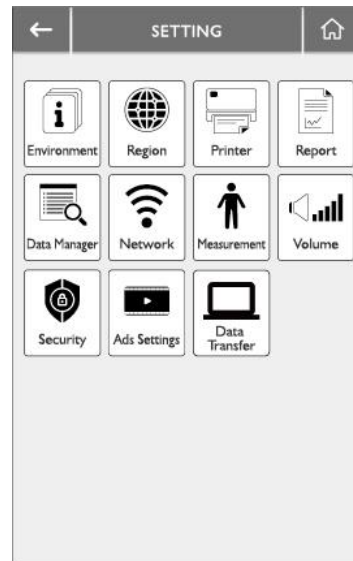 SETTING
Environment
Region
Printer
Report
Data Manager
Network
Measurement
Volume
Security
Ads Settings
Data
Transfer